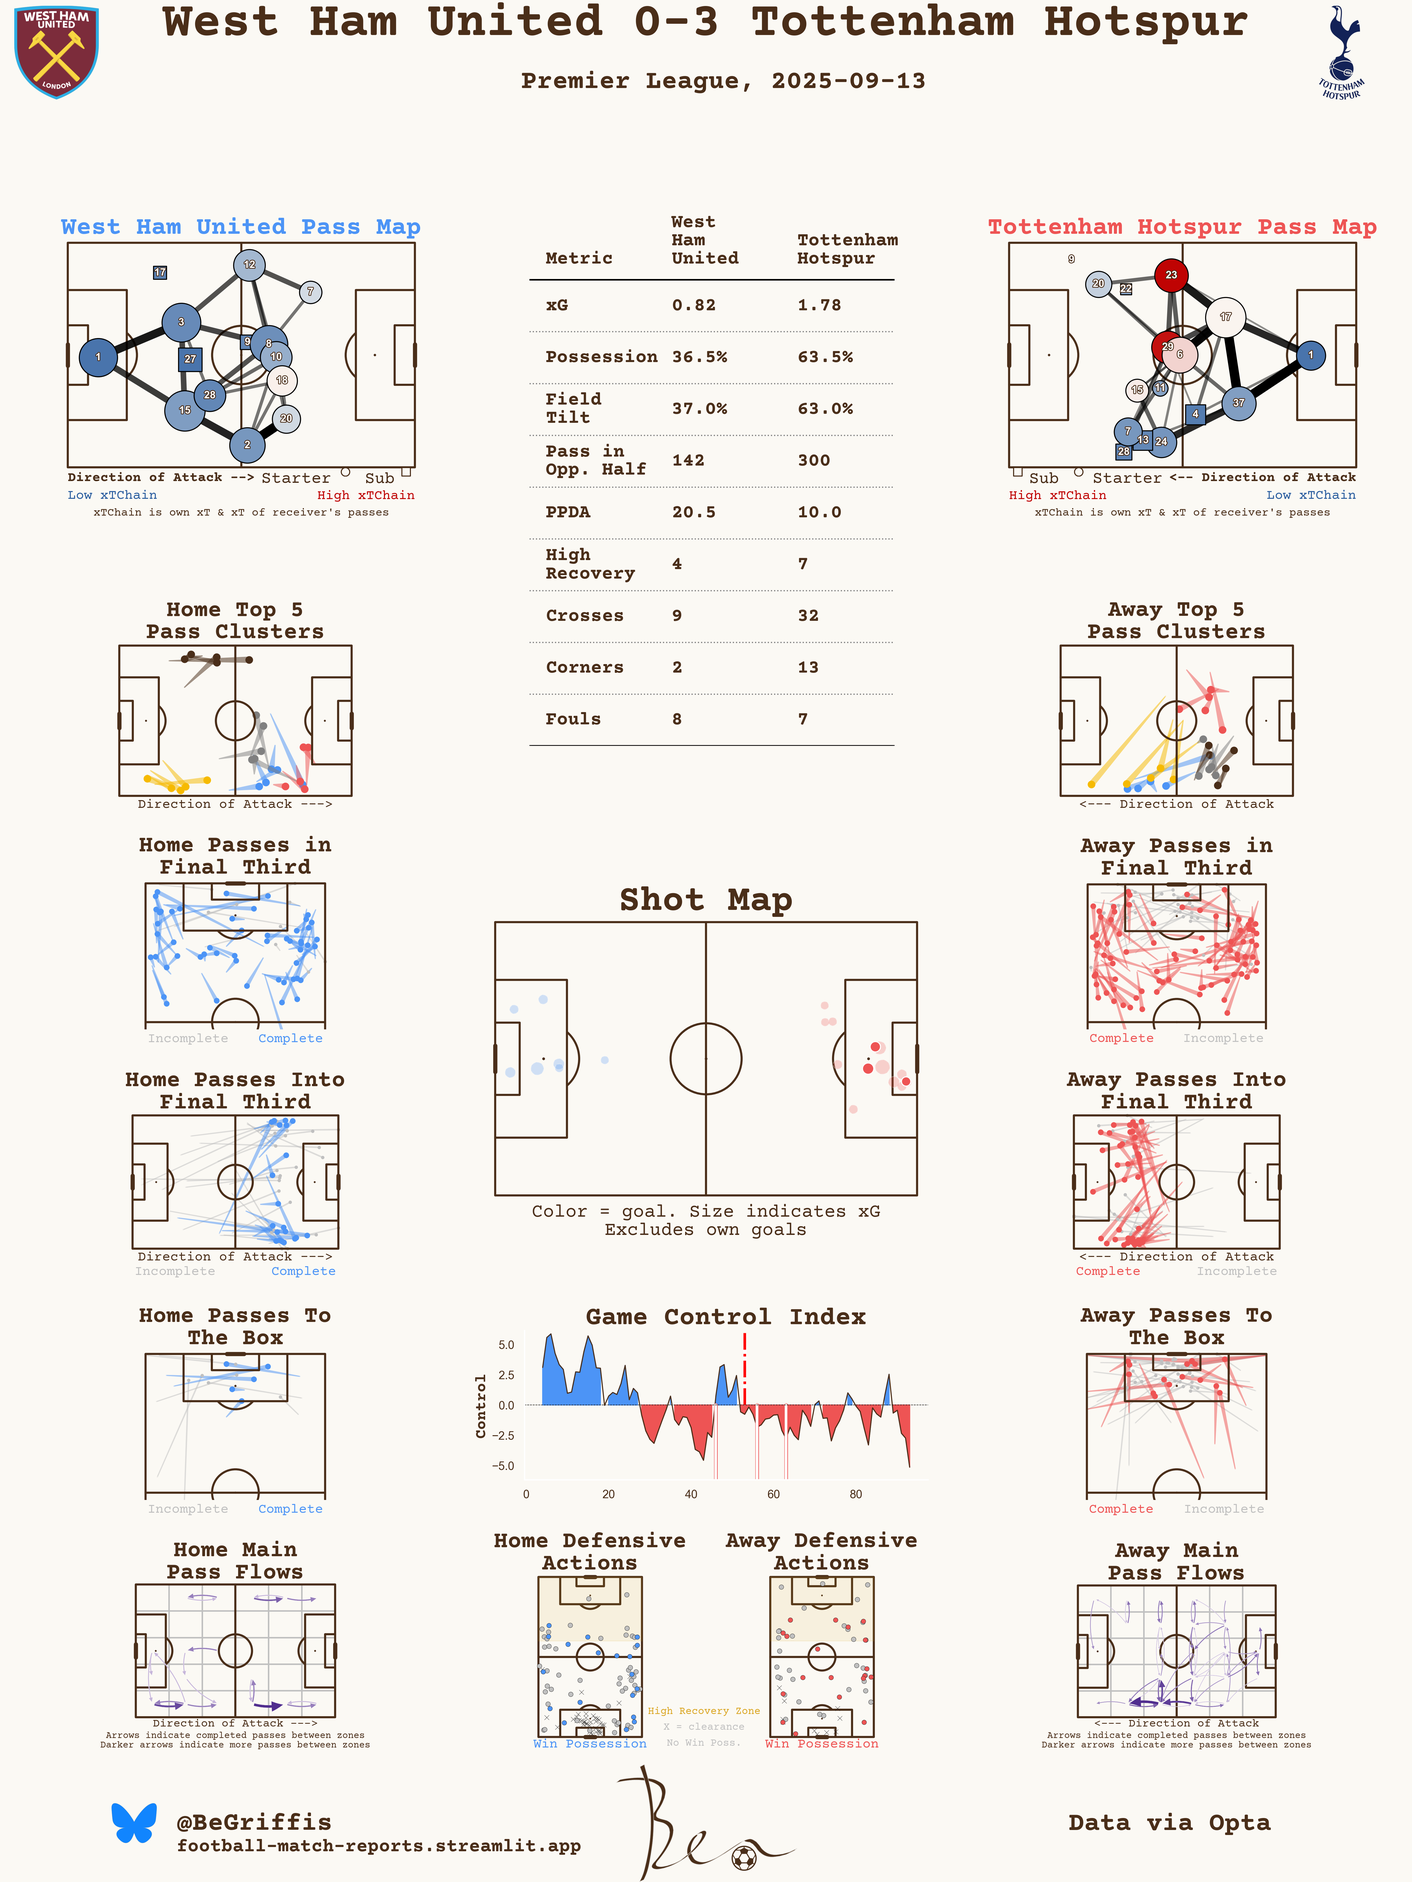 West Ham United 0-3 Tottenham Hotspur
Premier League, 2025-09-13
WEST HAM
UNITED
LONDON
TOTTENHAM
HOTSPUR
West Ham United Pass Map
17
12
7
3
9
8
1
27
10
18
28
15
20
2
Direction of Attack --> Starter Sub
Low xTChain High xTChain
xTChain is own xT & xT of receiver's passes
Metric West Ham United Tottenham Hotspur
xG 0.82 1.78
Possession 36.5% 63.5%
Field Tilt 37.0% 63.0%
Pass in Opp. Half 142 300
PPDA 20.5 10.0
High Recovery 4 7
Crosses 9 32
Corners 2 13
Fouls 8 7
Tottenham Hotspur Pass Map
9
23
20
22
17
29
6
1
15
11
37
4
7
13
24
28
Sub Starter <-- Direction of Attack
High xTChain Low xTChain
xTChain is own xT & xT of receiver's passes
Home Top 5
Pass Clusters
Direction of Attack --->
Away Top 5
Pass Clusters
<--- Direction of Attack
Home Passes in
Final Third
Incomplete Complete
Away Passes in
Final Third
Complete Incomplete
Shot Map
Color = goal. Size indicates xG
Excludes own goals
Home Passes Into
Final Third
Direction of Attack --->
Incomplete Complete
Away Passes Into
Final Third
<--- Direction of Attack
Complete Incomplete
Home Passes To
The Box
Incomplete Complete
Game Control Index
Control
5.0
2.5
0.0
−2.5
−5.0
0 20 40 60 80
Away Passes To
The Box
Complete Incomplete
Home Main
Pass Flows
Direction of Attack --->
Arrows indicate completed passes between zones
Darker arrows indicate more passes between zones
Home Defensive
Actions
Win Possession
High Recovery Zone
X = clearance
No Win Poss.
Away Defensive
Actions
Win Possession
Away Main
Pass Flows
<--- Direction of Attack
Arrows indicate completed passes between zones
Darker arrows indicate more passes between zones
@BeGriffis
football-match-reports.streamlit.app
Ben
Data via Opta